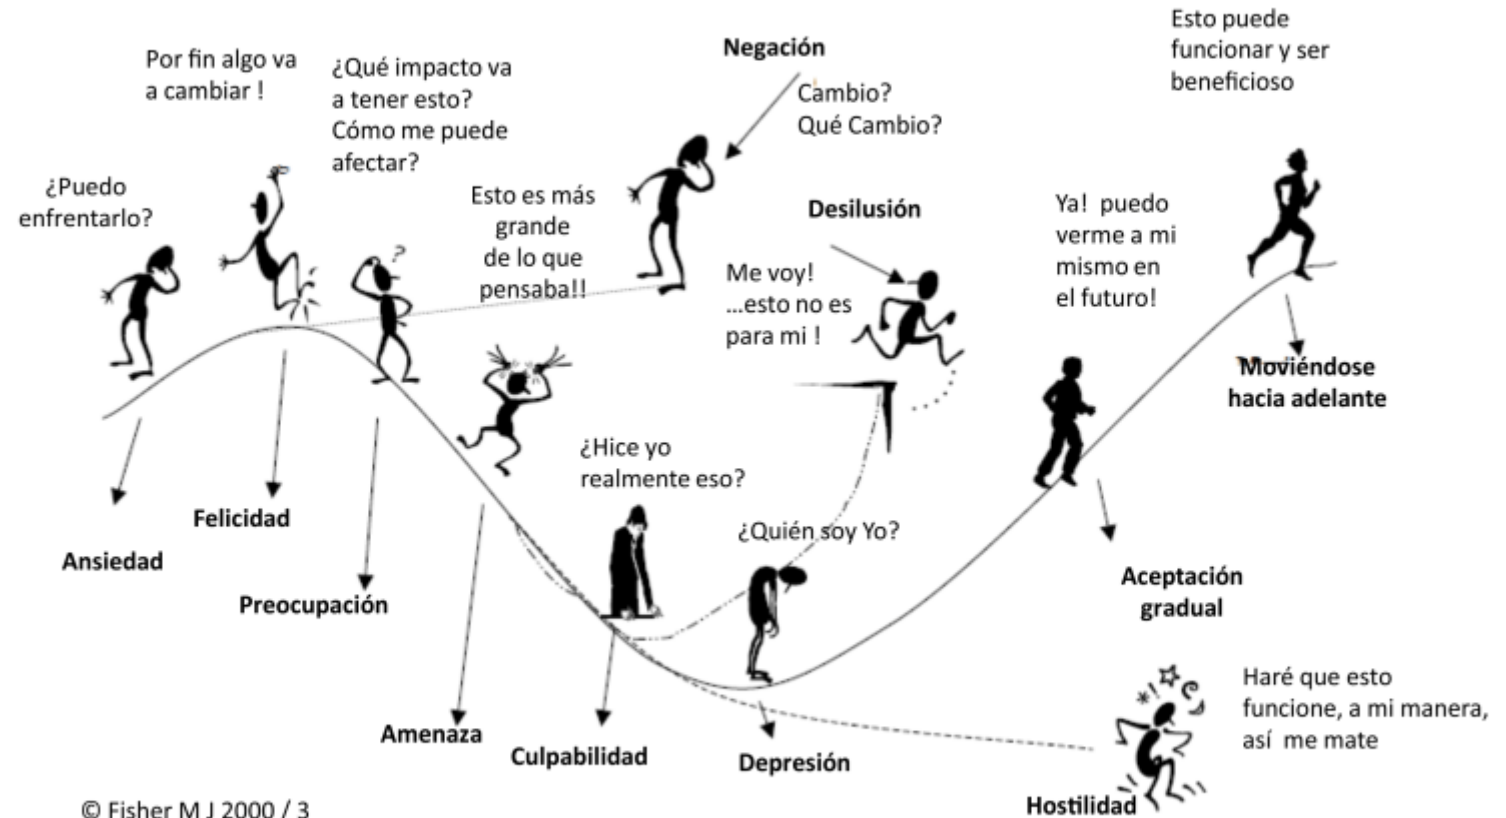 Por fin algo va
a cambiar !
¿Qué impacto va
a tener esto?
Cómo me puede
afectar?
Negación
Cambio?
Qué Cambio?
Esto puede
funcionar y ser
beneficioso
¿Puedo
enfrentarlo?
?
Esto es más
grande
de lo que
pensaba!!
Desilusión
Me voy!
...esto no es
para mi !
Ya! puedo
verme a mi
mismo en
el futuro!
Moviéndose
hacia adelante
¿Hice yo
realmente eso?
¿Quién soy Yo?
Felicidad
Ansiedad
Preocupación
Aceptación
gradual
Amenaza
Culpabilidad
Depresión
Haré que esto
funcione, a mi manera,
así me mate
Hostilidad
© Fisher M J 2000 / 3